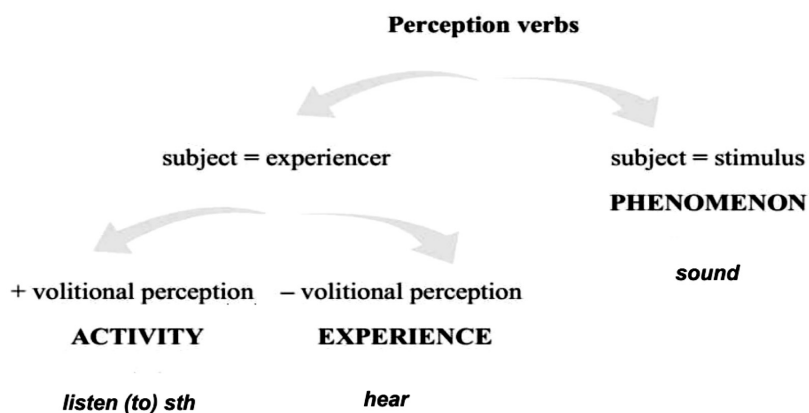 Perception verbs
subject = experiencer
subject = stimulus
PHENOMENON
sound
+ volitional perception
– volitional perception
ACTIVITY
EXPERIENCE
listen (to) sth
hear